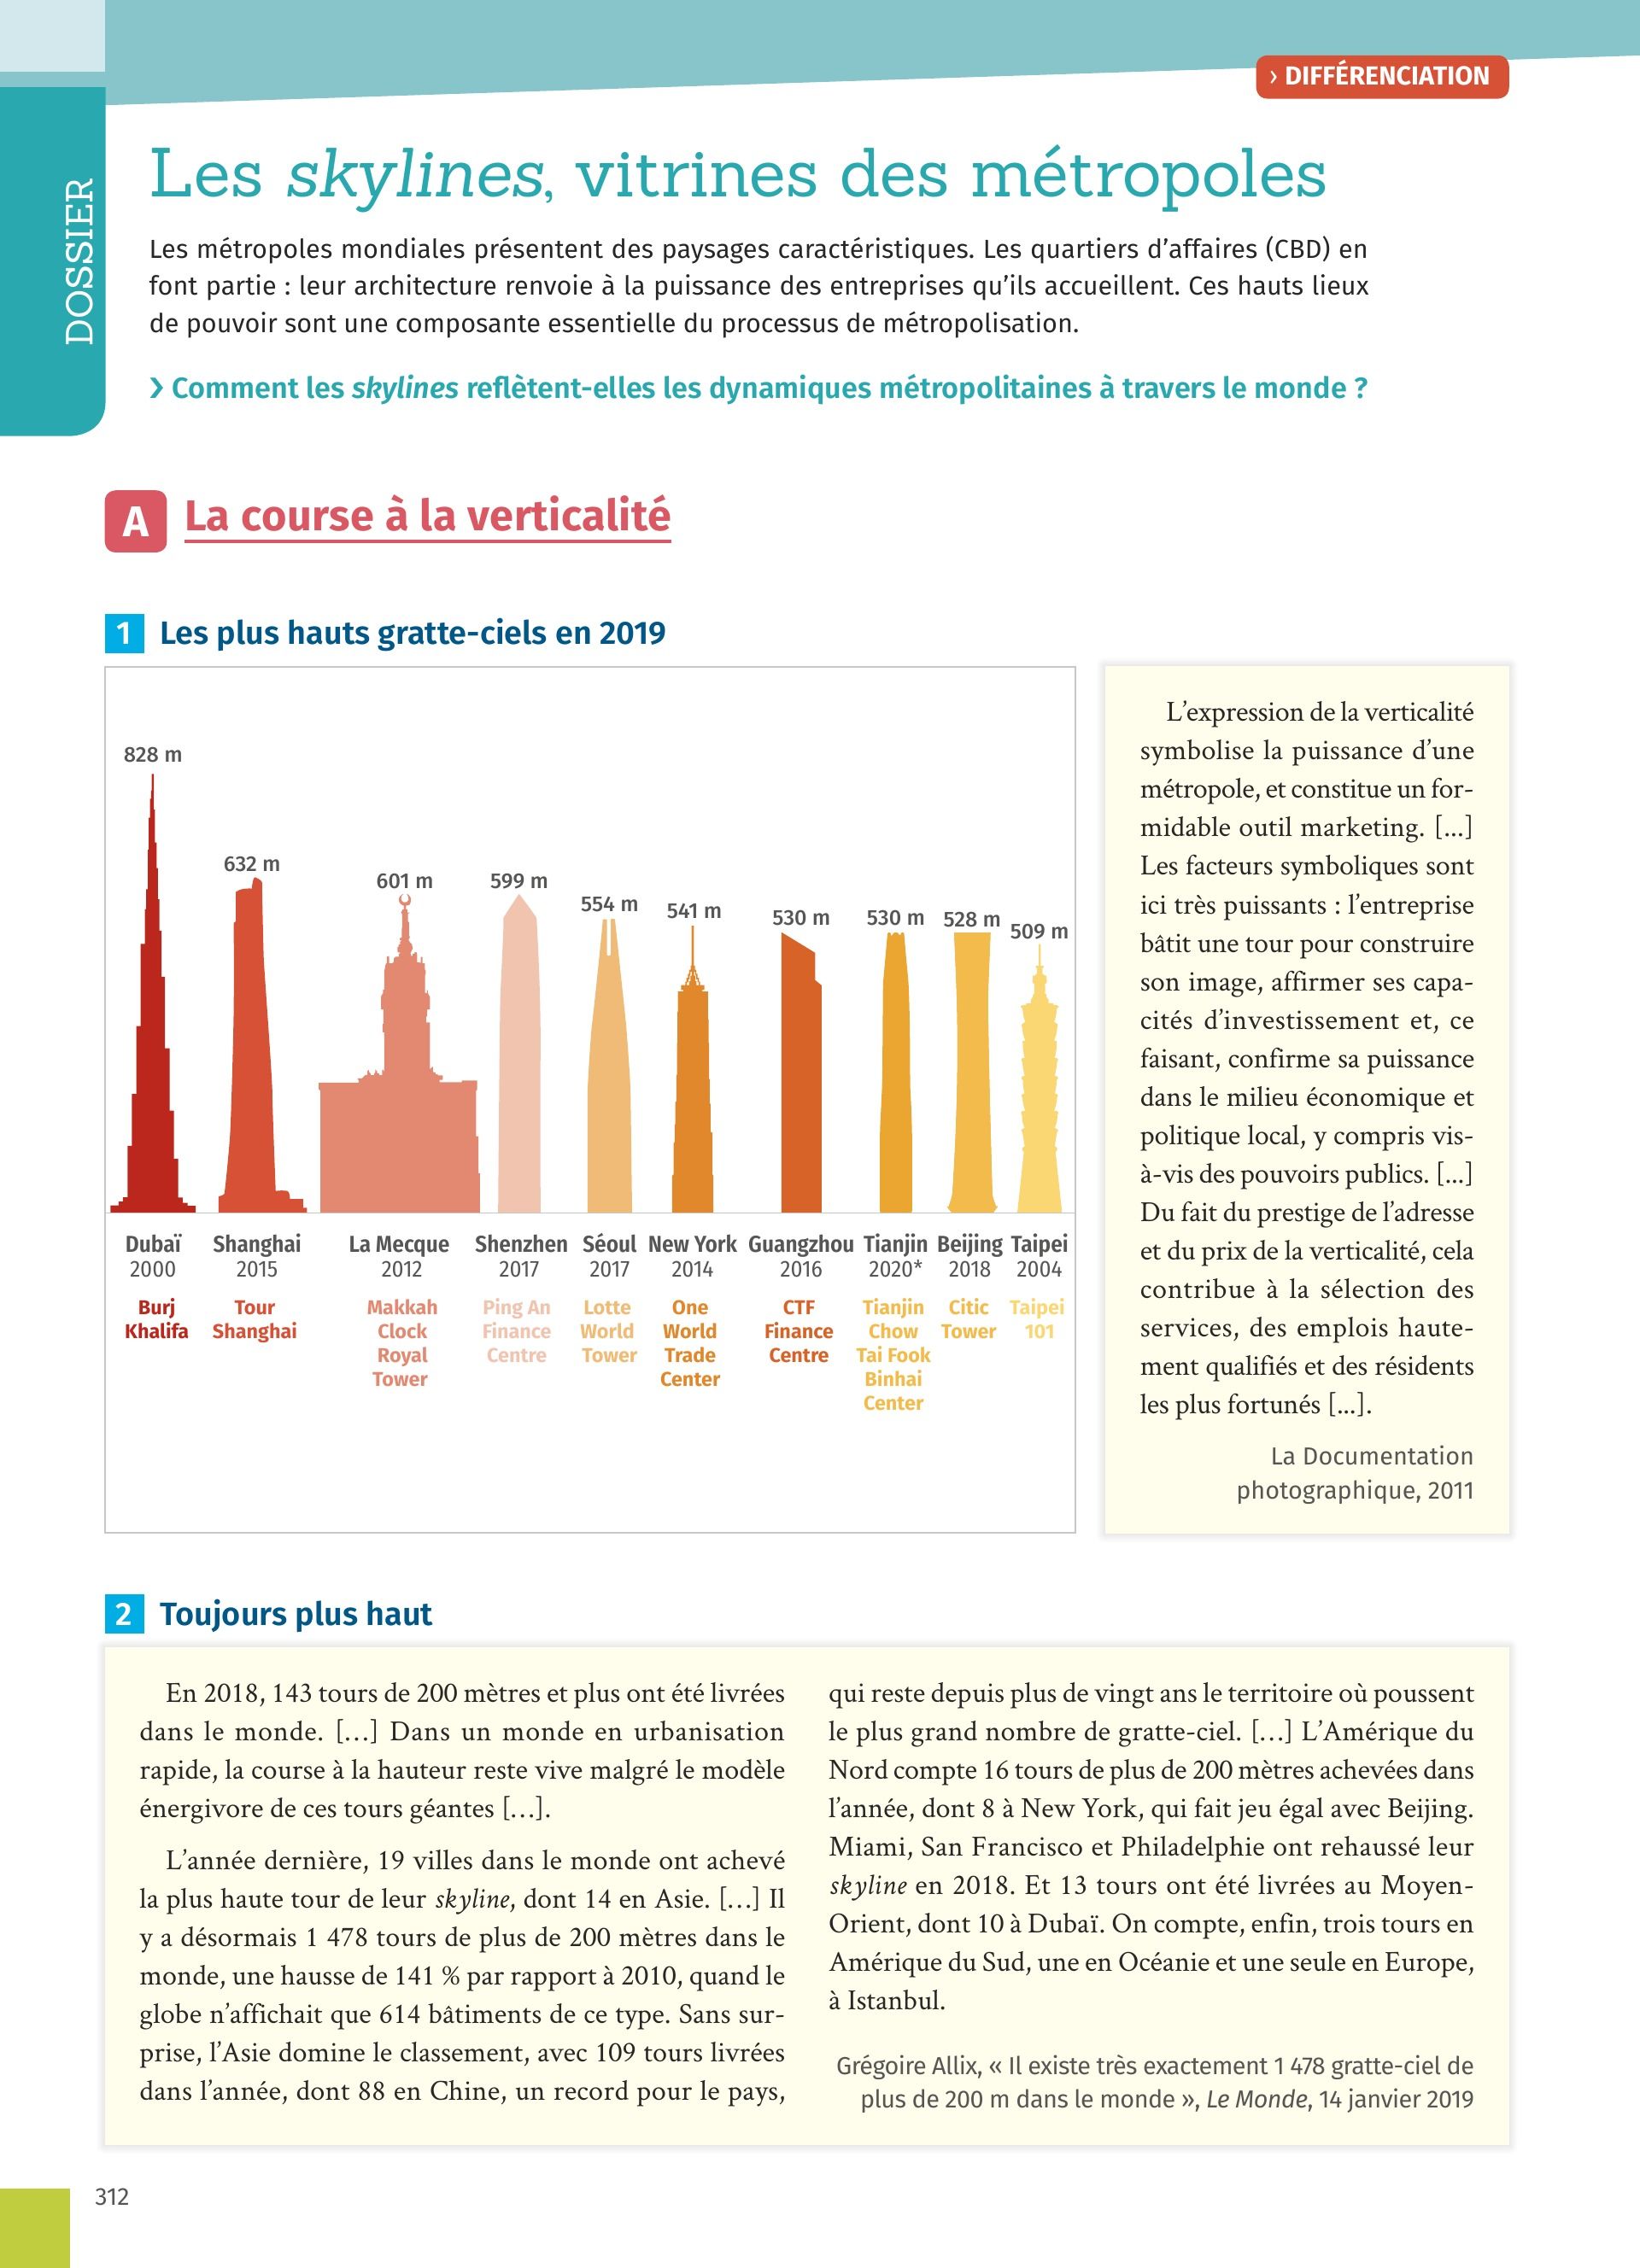 › DIFFÉRENCIATION
DOSSIER
Les skylines, vitrines des métropoles
Les métropoles mondiales présentent des paysages caractéristiques. Les quartiers d’affaires (CBD) en
font partie : leur architecture renvoie à la puissance des entreprises qu’ils accueillent. Ces hauts lieux
de pouvoir sont une composante essentielle du processus de métropolisation.
› Comment les skylines reflètent-elles les dynamiques métropolitaines à travers le monde ?
A La course à la verticalité
1 Les plus hauts gratte-ciels en 2019
828 m
632 m
601 m
599 m
554 m
541 m
530 m
530 m
528 m
509 m
Dubaï
2000
Burj
Khalifa
Shanghai
2015
Tour
Shanghai
La Mecque
2012
Makkah
Clock
Royal
Tower
Shenzhen
2017
Ping An
Finance
Centre
Séoul
2017
Lotte
World
Tower
New York
2014
One
World
Trade
Center
Guangzhou
2016
CTF
Finance
Centre
Tianjin
2020*
Tianjin
Chow
Tai Fook
Binhai
Center
Beijing
2018
Citic
Tower
Taipei
2004
Taipei
101
L’expression de la verticalité
symbolise la puissance d’une
métropole, et constitue un for-
midable outil marketing. [...]
Les facteurs symboliques sont
ici très puissants : l’entreprise
bâtit une tour pour construire
son image, affirmer ses capa-
cités d’investissement et, ce
faisant, confirme sa puissance
dans le milieu économique et
politique local, y compris vis-
à-vis des pouvoirs publics. [...]
Du fait du prestige de l’adresse
et du prix de la verticalité, cela
contribue à la sélection des
services, des emplois haute-
ment qualifiés et des résidents
les plus fortunés [...].
La Documentation
photographique, 2011
2 Toujours plus haut
En 2018, 143 tours de 200 mètres et plus ont été livrées
dans le monde. [...] Dans un monde en urbanisation
rapide, la course à la hauteur reste vive malgré le modèle
énergivore de ces tours géantes [...].
L’année dernière, 19 villes dans le monde ont achevé
la plus haute tour de leur skyline, dont 14 en Asie. [...] Il
y a désormais 1 478 tours de plus de 200 mètres dans le
monde, une hausse de 141 % par rapport à 2010, quand le
globe n’affichait que 614 bâtiments de ce type. Sans sur-
prise, l’Asie domine le classement, avec 109 tours livrées
dans l’année, dont 88 en Chine, un record pour le pays,
qui reste depuis plus de vingt ans le territoire où poussent
le plus grand nombre de gratte-ciel. [...] L’Amérique du
Nord compte 16 tours de plus de 200 mètres achevées dans
l’année, dont 8 à New York, qui fait jeu égal avec Beijing.
Miami, San Francisco et Philadelphie ont rehaussé leur
skyline en 2018. Et 13 tours ont été livrées au Moyen-
Orient, dont 10 à Dubaï. On compte, enfin, trois tours en
Amérique du Sud, une en Océanie et une seule en Europe,
à Istanbul.
Grégoire Allix, « Il existe très exactement 1 478 gratte-ciel de
plus de 200 m dans le monde », Le Monde, 14 janvier 2019
312